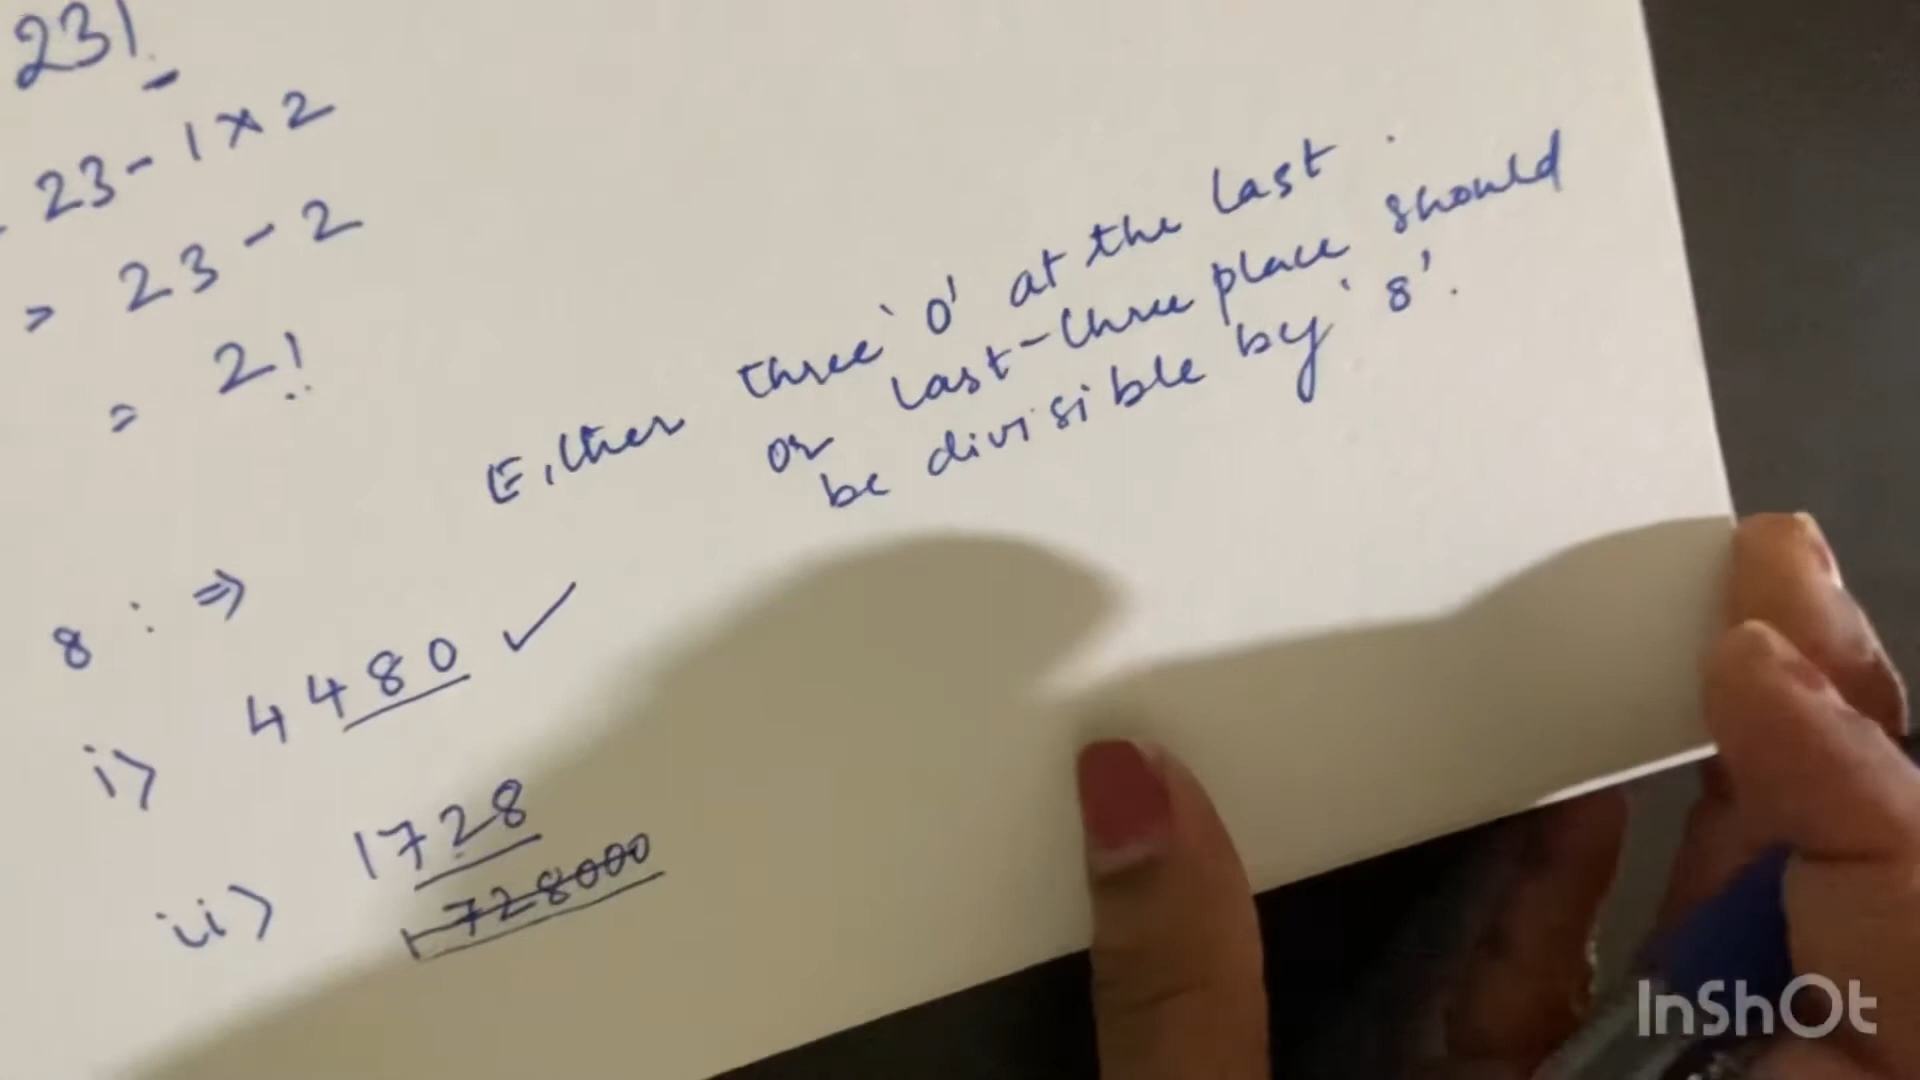 231
23-1×2
= 23-2
= 21
Either three '0' at the last.
or last-three place should
be divisible by '8'.
8: ⇒
i) 4480 ✓
ii) 1728
1728000
InShOt